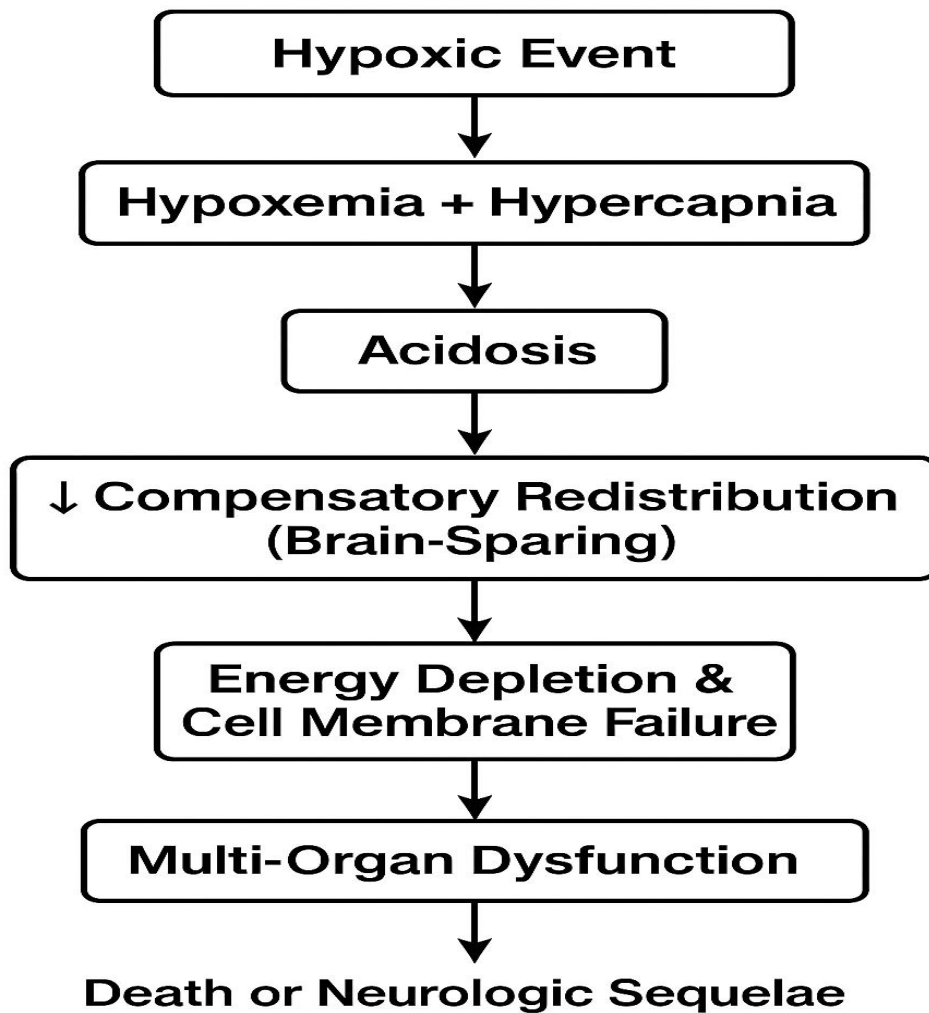 Hypoxic Event
Hypoxemia + Hypercapnia
Acidosis
↓ Compensatory Redistribution
(Brain-Sparing)
Energy Depletion &
Cell Membrane Failure
Multi-Organ Dysfunction
Death or Neurologic Sequelae